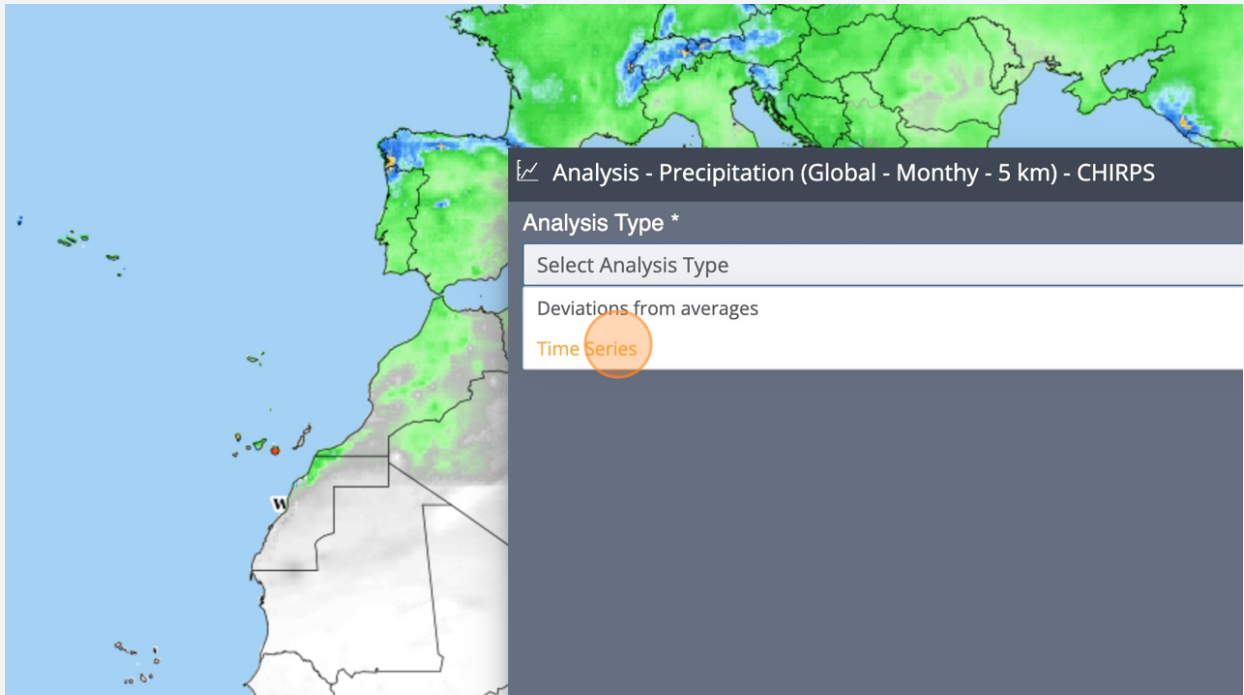 Analysis - Precipitation (Global - Monthy - 5 km) - CHIRPS
Analysis Type *
Select Analysis Type
Deviations from averages
Time Series
W